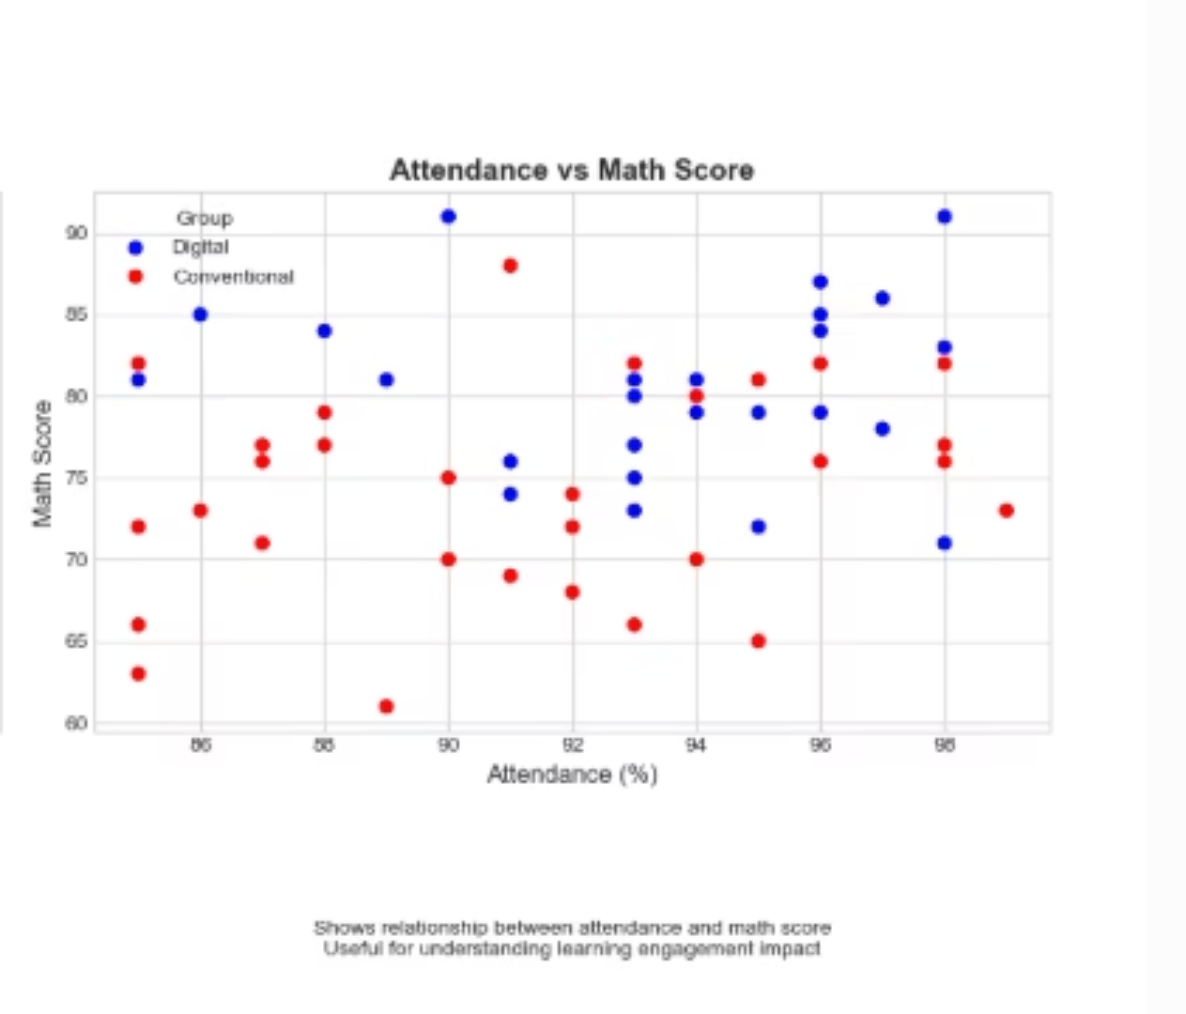 Attendance vs Math Score
Group
Digital
Conventional
90
85
80
75
70
65
60
Math Score
86
88
90
92
94
96
98
Attendance (%)
Shows relationship between attendance and math score
Useful for understanding learning engagement impact